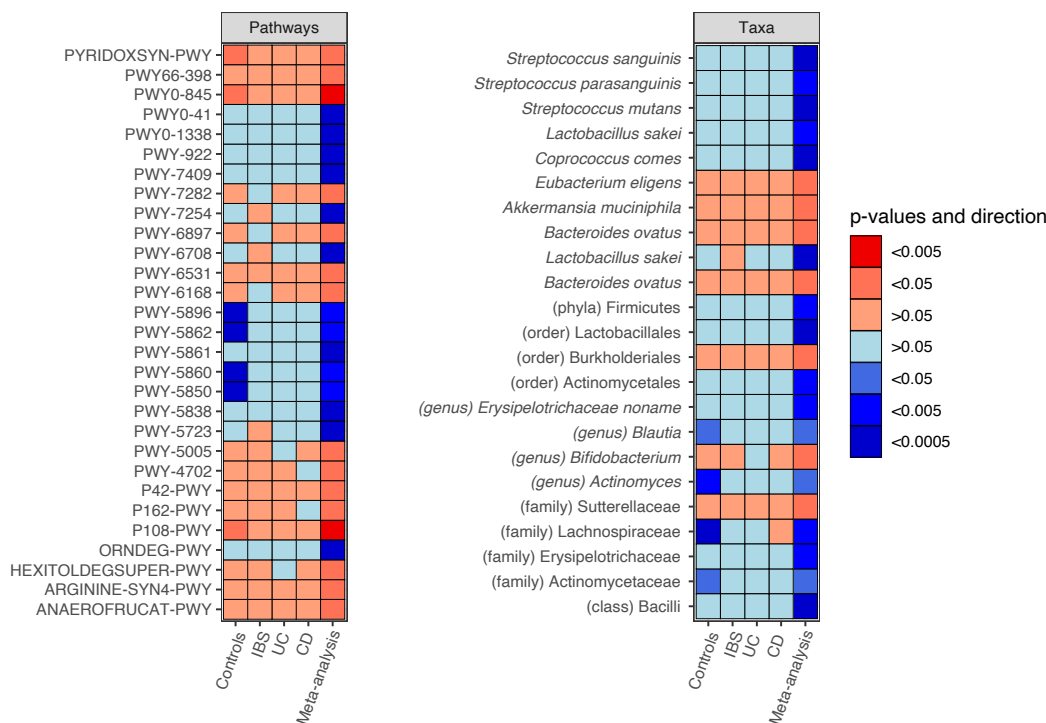 Pathways
PYRIDOXSYN-PWY
PWY66-398
PWY0-845
PWY0-41
PWY0-1338
PWY-922
PWY-7409
PWY-7282
PWY-7254
PWY-6897
PWY-6708
PWY-6531
PWY-6168
PWY-5896
PWY-5862
PWY-5861
PWY-5860
PWY-5850
PWY-5838
PWY-5723
PWY-5005
PWY-4702
P42-PWY
P162-PWY
P108-PWY
ORNDEG-PWY
HEXITOLDEGSUPER-PWY
ARGININE-SYN4-PWY
ANAEROFRUCAT-PWY
Controls
IBS
UC
CD
Meta-analysis
Taxa
Streptococcus sanguinis
Streptococcus parasanguinis
Streptococcus mutans
Lactobacillus sakei
Coprococcus comes
Eubacterium eligens
Akkermansia muciniphila
Bacteroides ovatus
Lactobacillus sakei
Bacteroides ovatus
(phyla) Firmicutes
(order) Lactobacillales
(order) Burkholderiales
(order) Actinomycetales
(genus) Erysipelotrichaceae noname
(genus) Blautia
(genus) Bifidobacterium
(genus) Actinomyces
(family) Sutterellaceae
(family) Lachnospiraceae
(family) Erysipelotrichaceae
(family) Actinomycetaceae
(class) Bacilli
Controls
IBS
UC
CD
Meta-analysis
p-values and direction
<0.005
<0.05
>0.05
>0.05
<0.05
<0.005
<0.0005